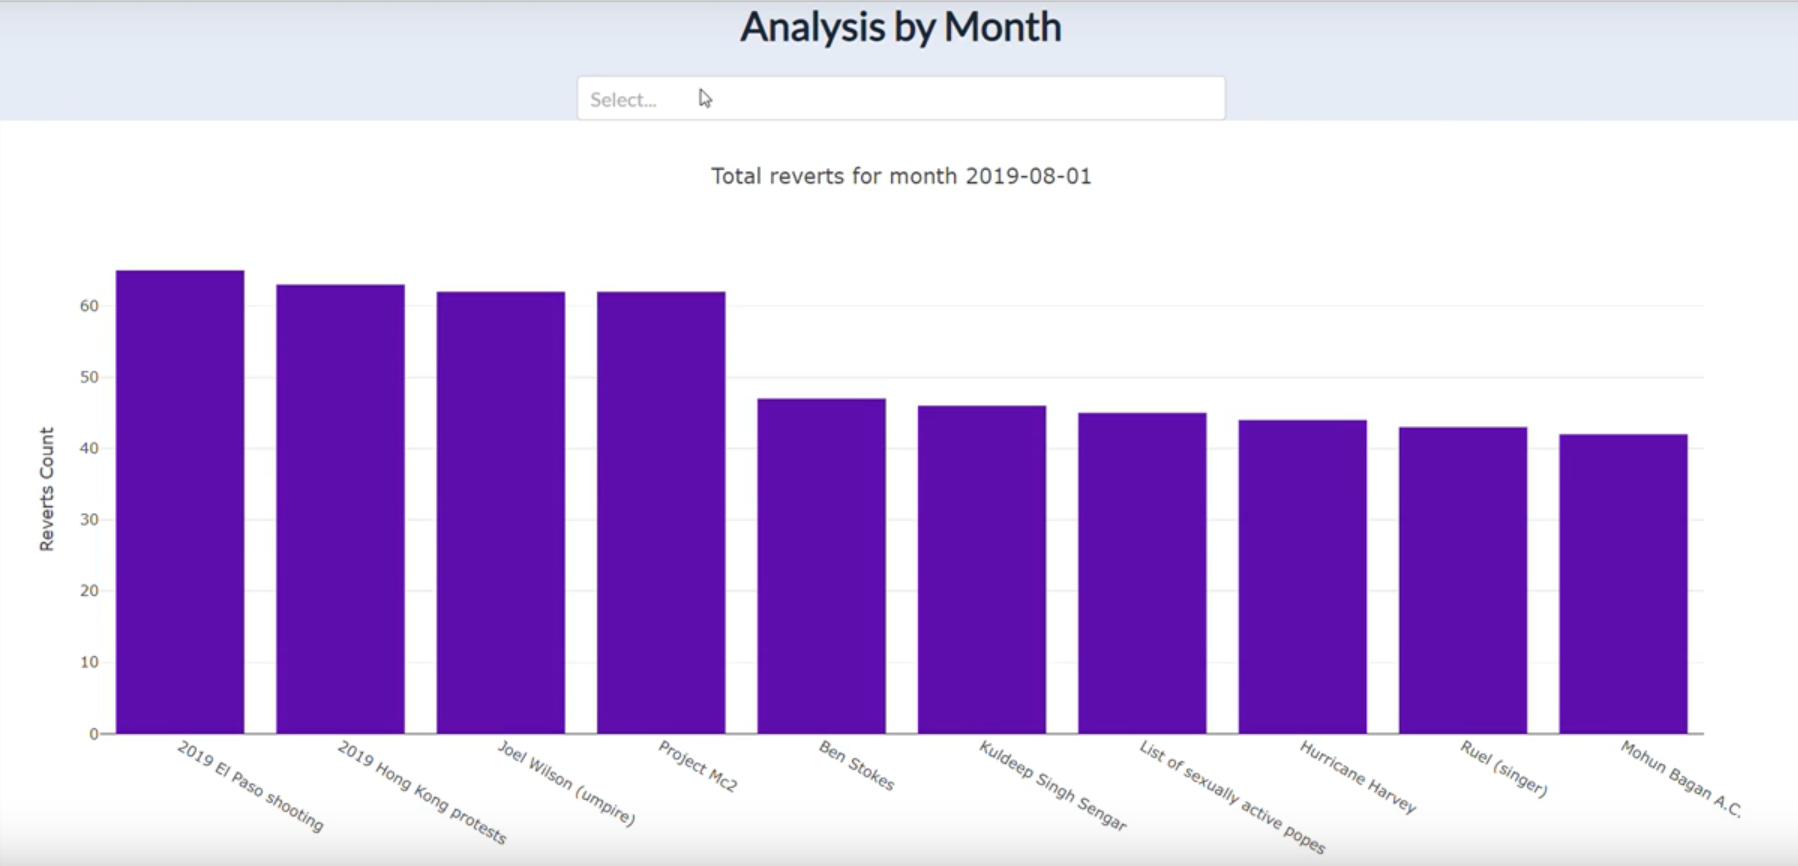 Analysis by Month
Select...
Total reverts for month 2019-08-01
Reverts Count
60
50
40
30
20
10
0
2019 El Paso shooting
2019 Hong Kong protests
Joel Wilson (umpire)
Project Mc2
Ben Stokes
Kuldeep Singh Sengar
List of sexually active popes
Hurricane Harvey
Ruel (singer)
Mohun Bagan A.C.